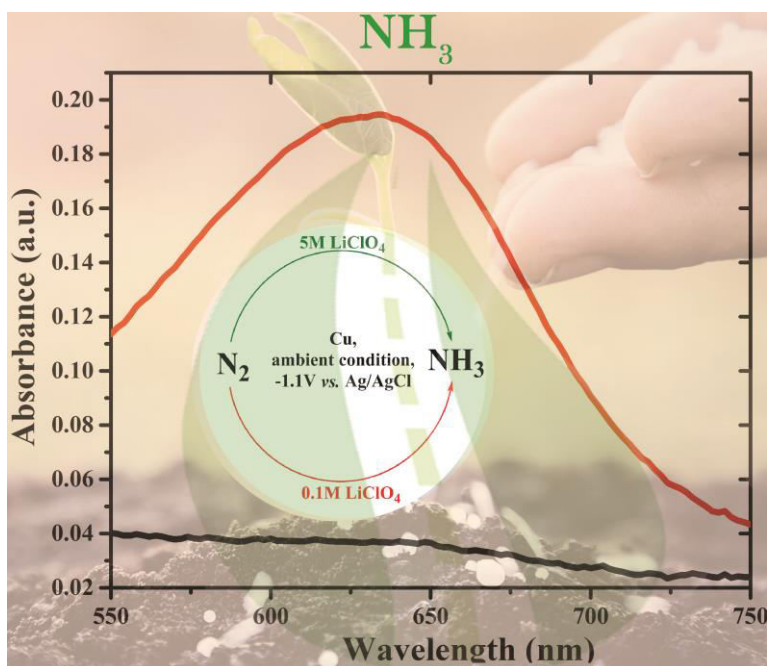 NH₃
Absorbance (a.u.)
0.20
0.18
0.16
0.14
0.12
0.10
0.08
0.06
0.04
0.02
5M LiClO₄
N₂
Cu,
ambient condition,
-1.1V vs. Ag/AgCl
NH₃
0.1M LiClO₄
550
600
650
700
750
Wavelength (nm)